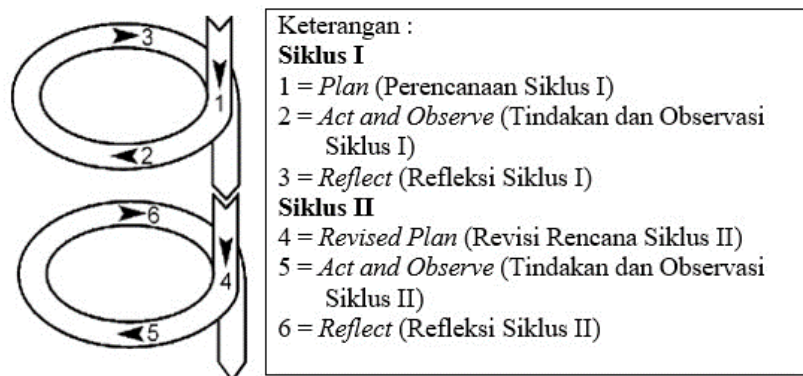 3
1
2
6
4
5
Keterangan :
Siklus I
1 = Plan (Perencanaan Siklus I)
2 = Act and Observe (Tindakan dan Observasi
Siklus I)
3 = Reflect (Refleksi Siklus I)
Siklus II
4 = Revised Plan (Revisi Rencana Siklus II)
5 = Act and Observe (Tindakan dan Observasi
Siklus II)
6 = Reflect (Refleksi Siklus II)